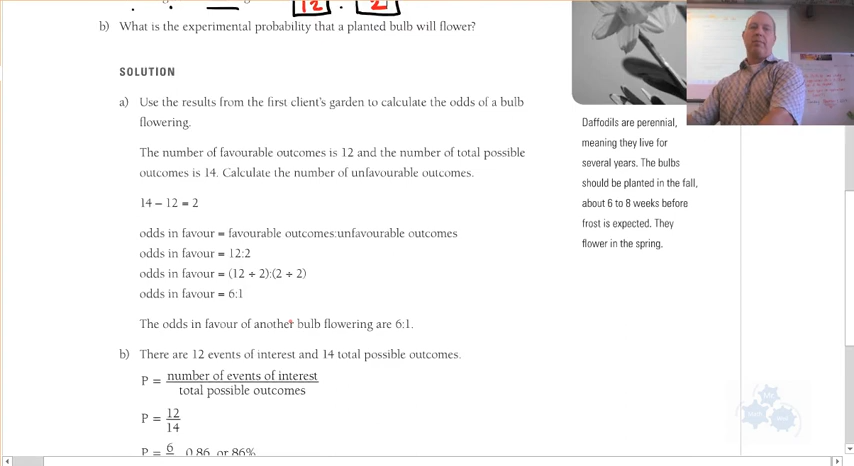 12 . 2
b) What is the experimental probability that a planted bulb will flower?
SOLUTION
a) Use the results from the first client's garden to calculate the odds of a bulb
flowering.
The number of favourable outcomes is 12 and the number of total possible
outcomes is 14. Calculate the number of unfavourable outcomes.
14 – 12 = 2
odds in favour = favourable outcomes:unfavourable outcomes
odds in favour = 12:2
odds in favour = (12 ÷ 2):(2 ÷ 2)
odds in favour = 6:1
The odds in favour of another bulb flowering are 6:1.
b) There are 12 events of interest and 14 total possible outcomes.
P = number of events of interest
total possible outcomes
P = 12
14
P = 6 0.86 or 86%
Daffodils are perennial,
meaning they live for
several years. The bulbs
should be planted in the fall,
about 6 to 8 weeks before
frost is expected. They
flower in the spring.